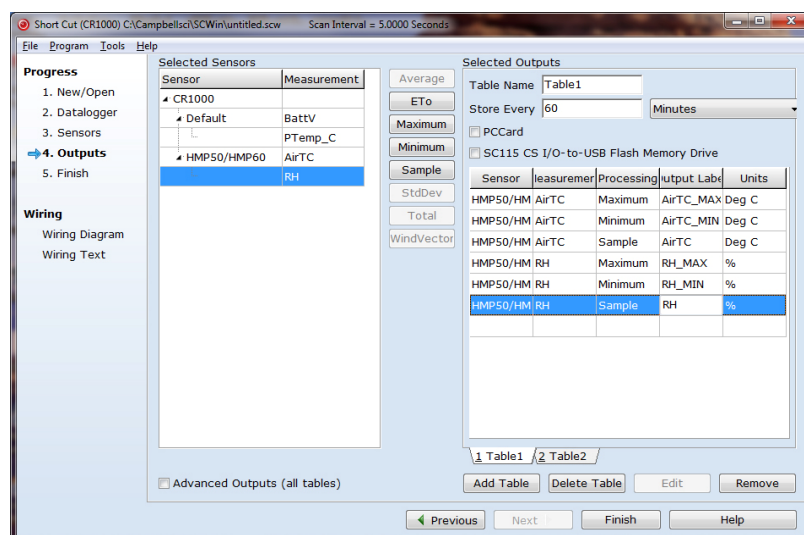 Short Cut (CR1000) C:\Campbellsci\SCWin\untitled.scw Scan Interval = 5.0000 Seconds
File Program Tools Help
Progress
1. New/Open
2. Datalogger
3. Sensors
4. Outputs
5. Finish
Wiring
Wiring Diagram
Wiring Text
Selected Sensors
Sensor Measurement
CR1000
Default BattV
PTemp_C
HMP50/HMP60 AirTC
RH
Advanced Outputs (all tables)
Average
ETo
Maximum
Minimum
Sample
StdDev
Total
WindVector
Selected Outputs
Table Name Table1
Store Every 60 Minutes
PCCard
SC115 CS I/O-to-USB Flash Memory Drive
Sensor leasuremer Processing utput Labe Units
HMP50/HM AirTC Maximum AirTC_MAX Deg C
HMP50/HM AirTC Minimum AirTC_MIN Deg C
HMP50/HM AirTC Sample AirTC Deg C
HMP50/HM RH Maximum RH_MAX %
HMP50/HM RH Minimum RH_MIN %
HMP50/HM RH Sample RH %
1 Table1 2 Table2
Add Table Delete Table Edit Remove
Previous Next Finish Help